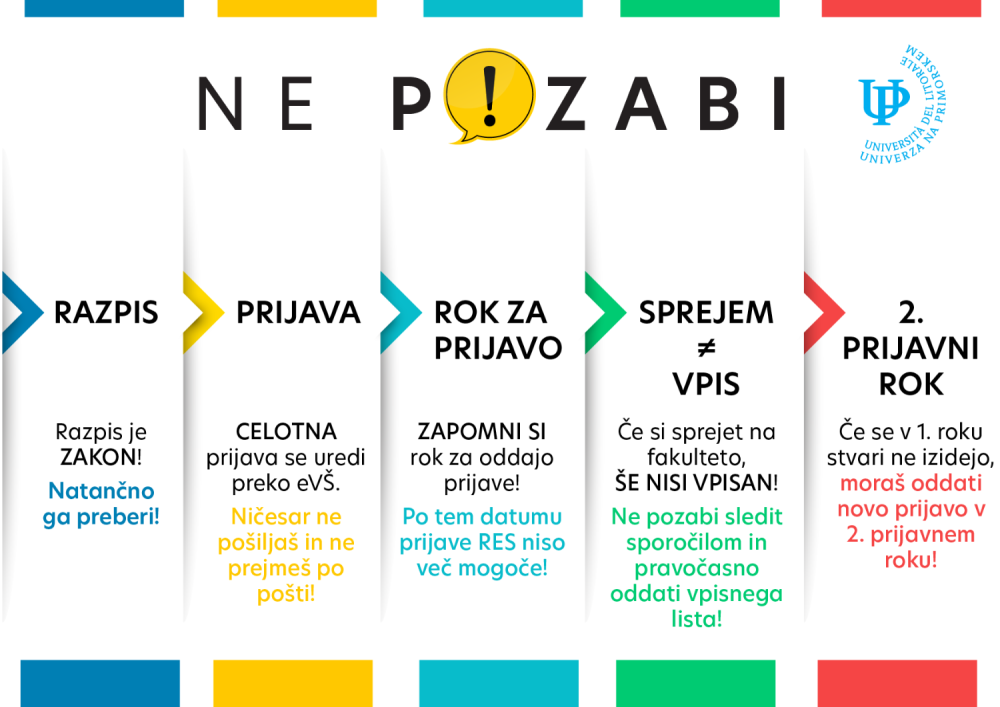 NE P!ZABI
UP
UNIVERSITÀ DEL LITORALE
UNIVERZA NA PRIMORSKEM
RAZPIS
Razpis je
ZAKON!
Natančno
ga preberi!
PRIJAVA
CELOTNA
prijava se uredi
preko eVŠ.
Ničesar ne
pošiljaš in ne
prejmeš po
pošti!
ROK ZA
PRIJAVO
ZAPOMNI SI
rok za oddajo
prijave!
Po tem datumu
prijave RES niso
več mogoče!
SPREJEM
≠
VPIS
Če si sprejet na
fakulteto,
ŠE NISI VPISAN!
Ne pozabi sledit
sporočilom in
pravočasno
oddati vpisnega
lista!
2.
PRIJAVNI
ROK
Če se v 1. roku
stvari ne izidejo,
moraš oddati
novo prijavo v
2. prijavnem
roku!